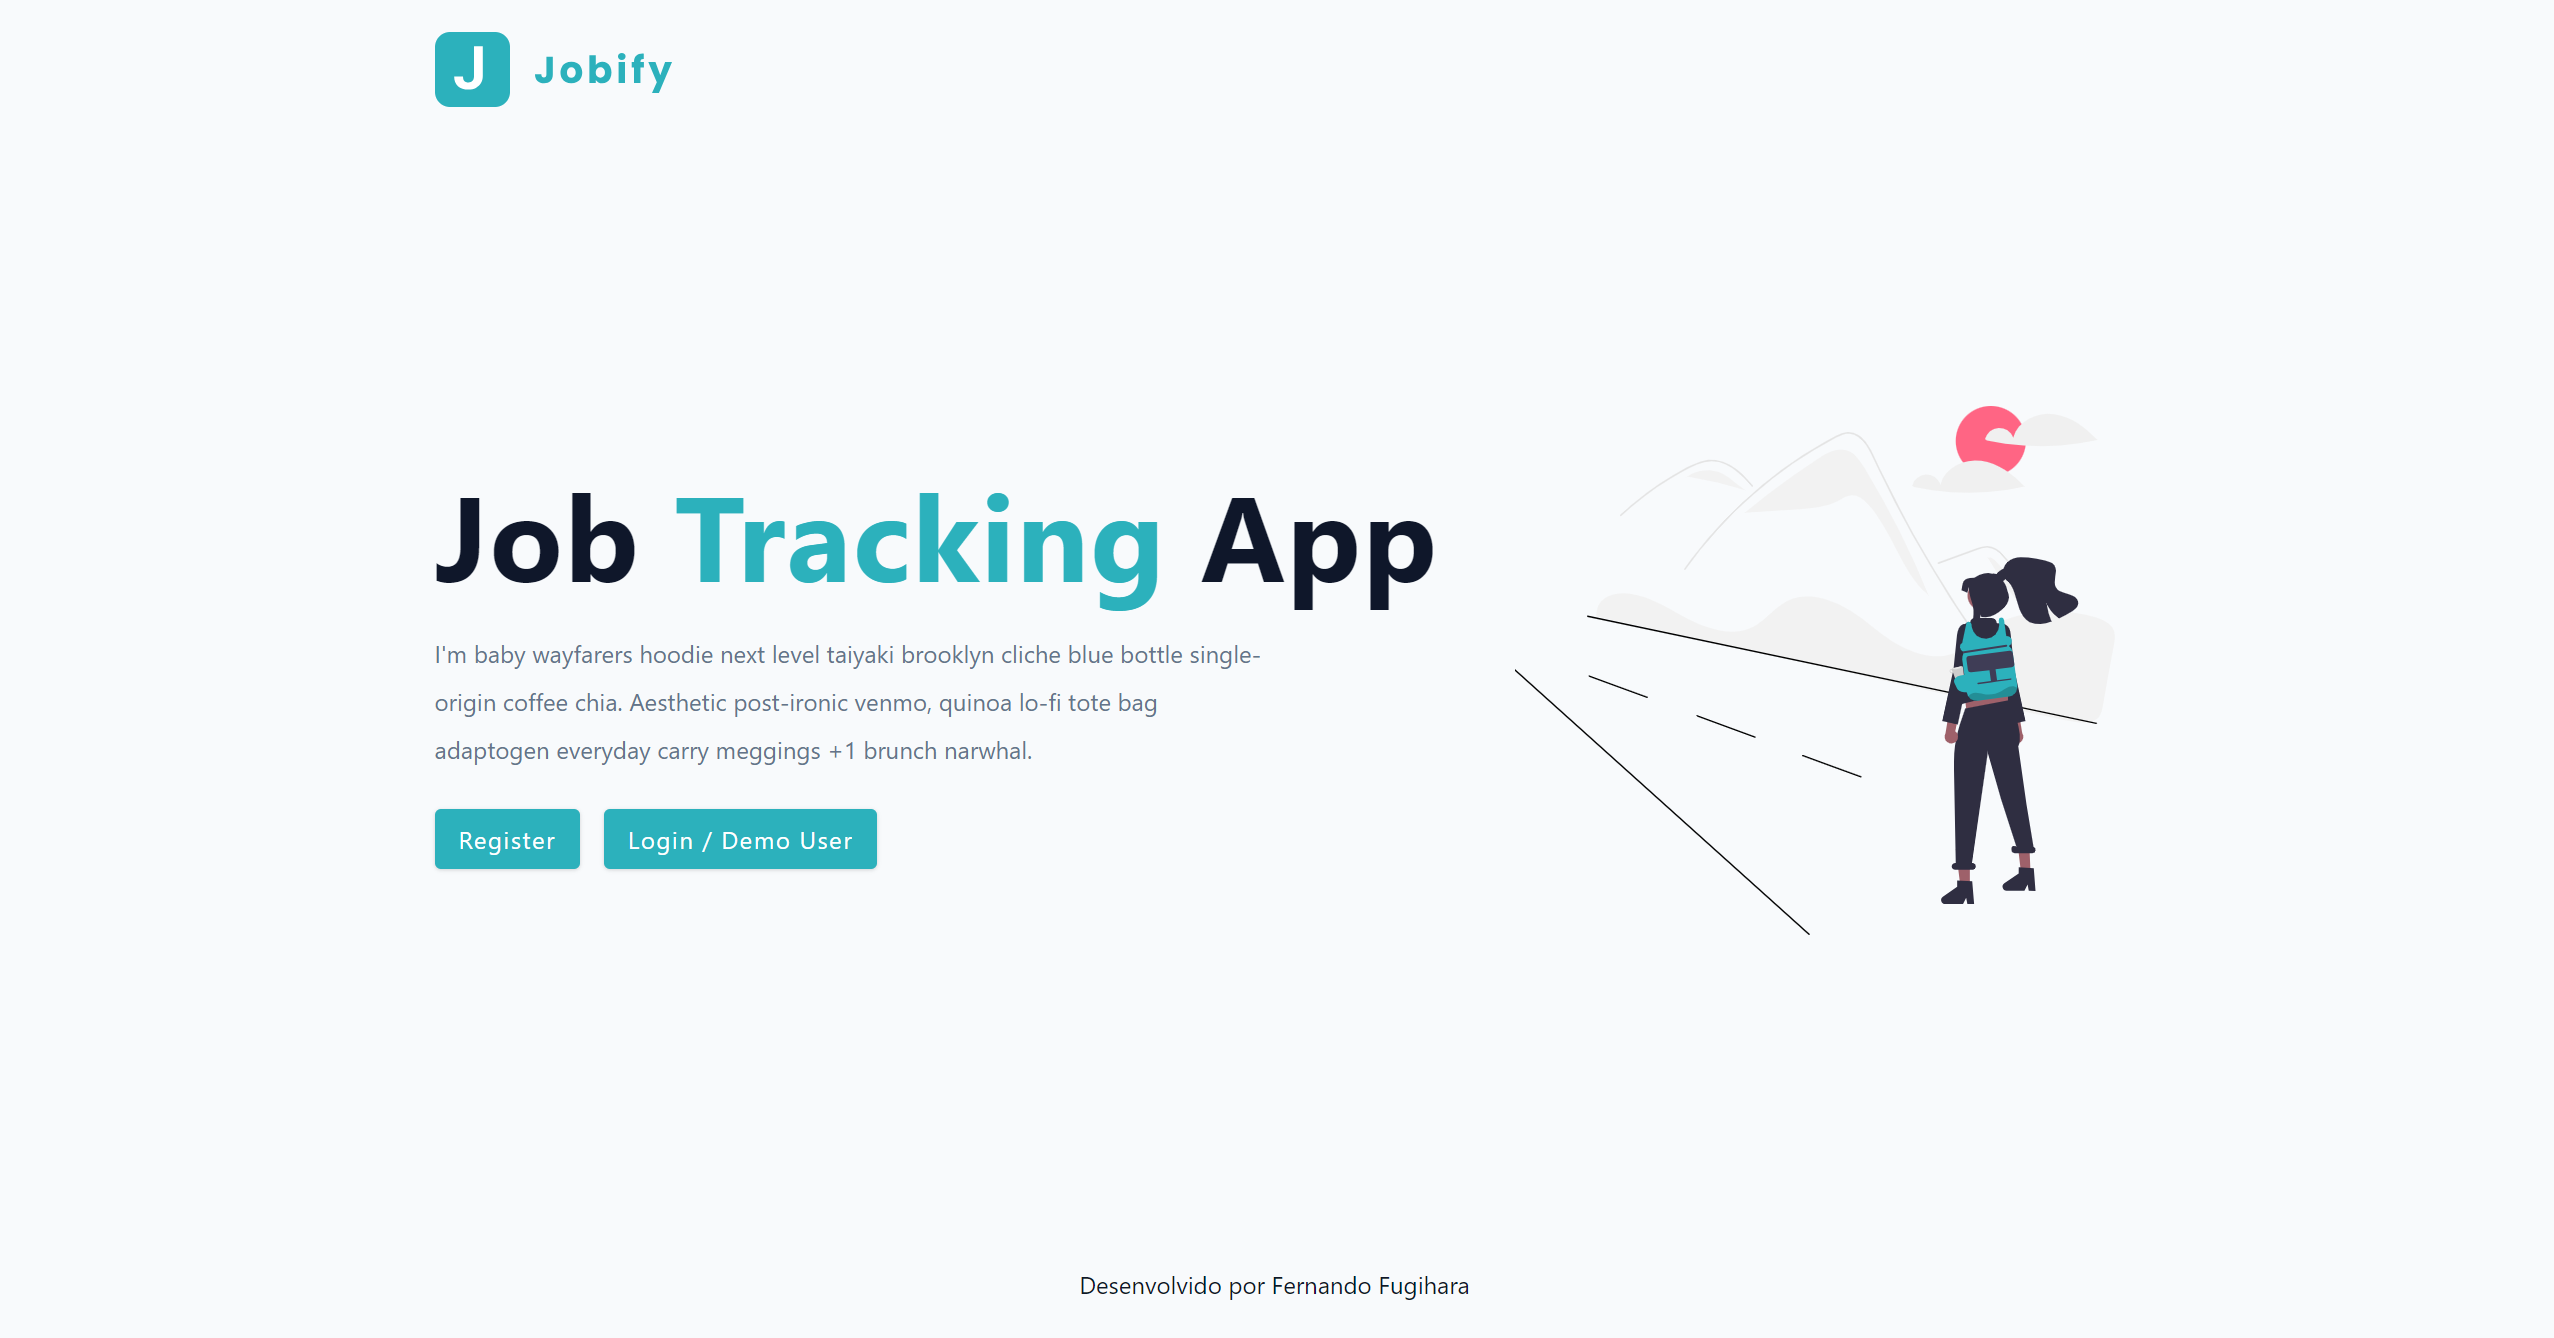 J
Jobify
Job Tracking App
I'm baby wayfarers hoodie next level taiyaki brooklyn cliche blue bottle single-
origin coffee chia. Aesthetic post-ironic venmo, quinoa lo-fi tote bag
adaptogen everyday carry meggings +1 brunch narwhal.
Register
Login / Demo User
Desenvolvido por Fernando Fugihara